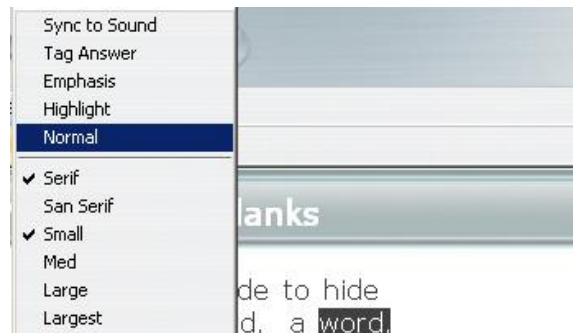 Sync to Sound
Tag Answer
Emphasis
Highlight
Normal
Serif
San Serif
Small
Med
Large
Largest
lanks
de to hide
d, a word,